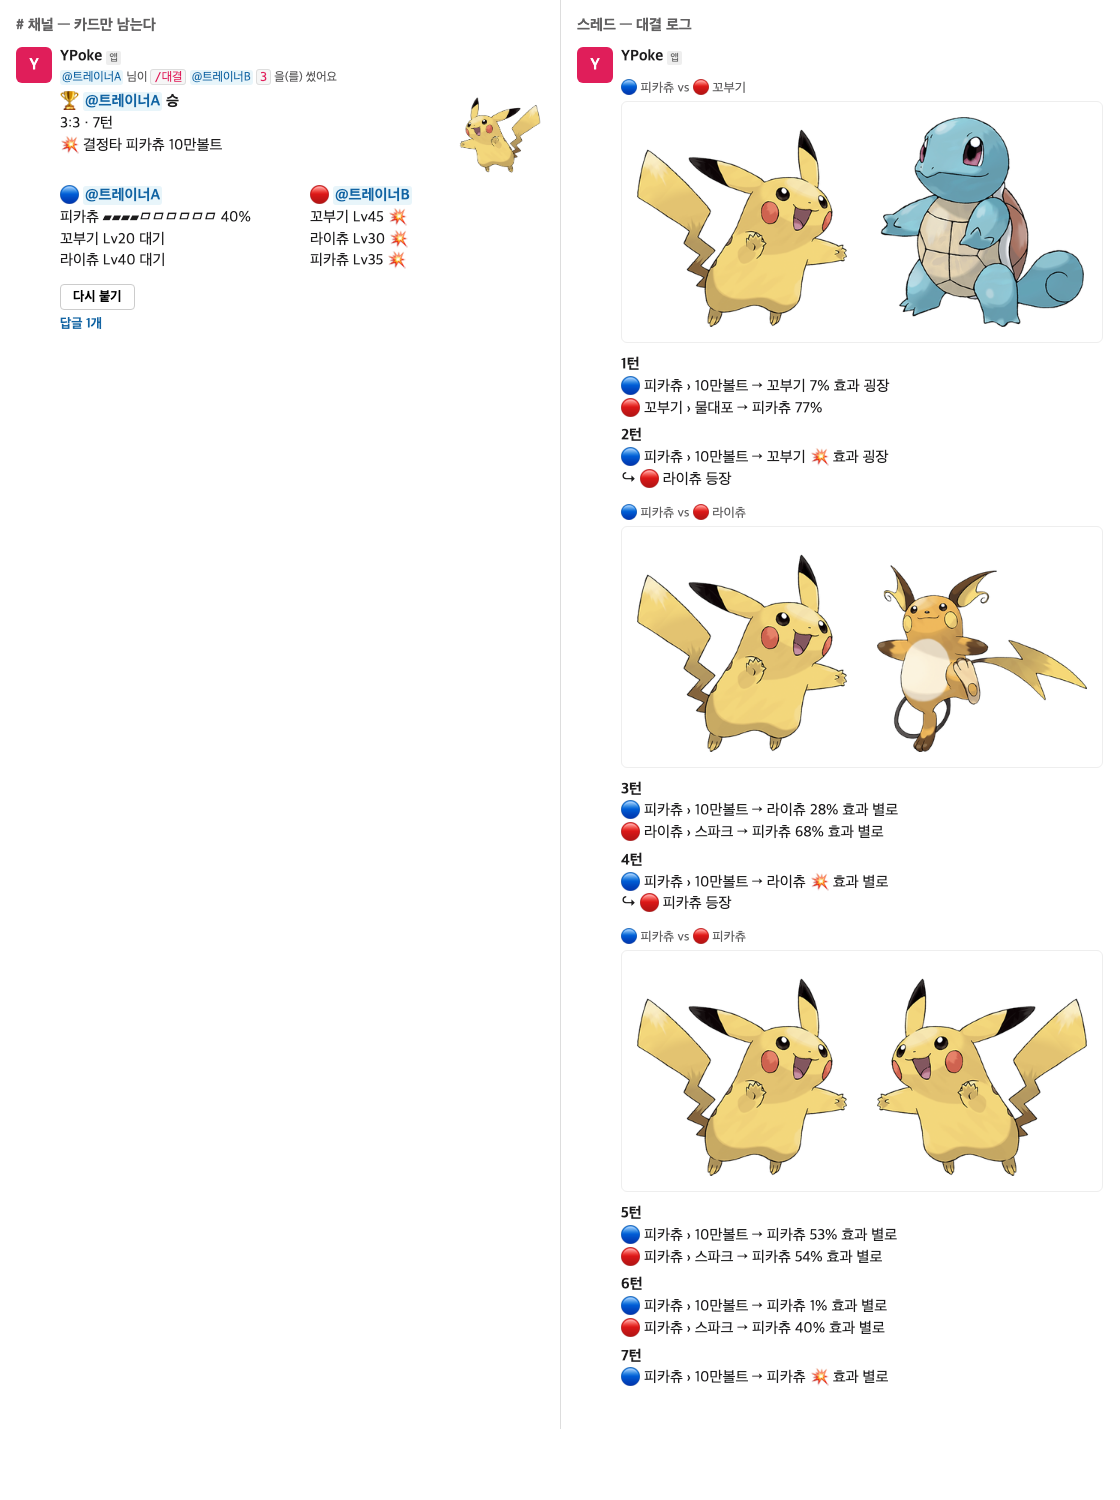 # 채널 — 카드만 남는다
Y
YPoke 앱
@트레이너A 님이 /대결 @트레이너B 3 을(를) 썼어요
🏆 @트레이너A 승
3:3 · 7턴
💥 결정타 피카츄 10만볼트
🔵 @트레이너A
피카츄 ▰▰▰▰▱▱▱▱▱▱ 40%
꼬부기 Lv20 대기
라이츄 Lv40 대기
🔴 @트레이너B
꼬부기 Lv45 💥
라이츄 Lv30 💥
피카츄 Lv35 💥
다시 붙기
답글 1개
스레드 — 대결 로그
Y
YPoke 앱
🔵 피카츄 vs 🔴 꼬부기
1턴
🔵 피카츄 › 10만볼트 → 꼬부기 7% 효과 굉장
🔴 꼬부기 › 물대포 → 피카츄 77%
2턴
🔵 피카츄 › 10만볼트 → 꼬부기 💥 효과 굉장
↪ 🔴 라이츄 등장
🔵 피카츄 vs 🔴 라이츄
3턴
🔵 피카츄 › 10만볼트 → 라이츄 28% 효과 별로
🔴 라이츄 › 스파크 → 피카츄 68% 효과 별로
4턴
🔵 피카츄 › 10만볼트 → 라이츄 💥 효과 별로
↪ 🔴 피카츄 등장
🔵 피카츄 vs 🔴 피카츄
5턴
🔵 피카츄 › 10만볼트 → 피카츄 53% 효과 별로
🔴 피카츄 › 스파크 → 피카츄 54% 효과 별로
6턴
🔵 피카츄 › 10만볼트 → 피카츄 1% 효과 별로
🔴 피카츄 › 스파크 → 피카츄 40% 효과 별로
7턴
🔵 피카츄 › 10만볼트 → 피카츄 💥 효과 별로